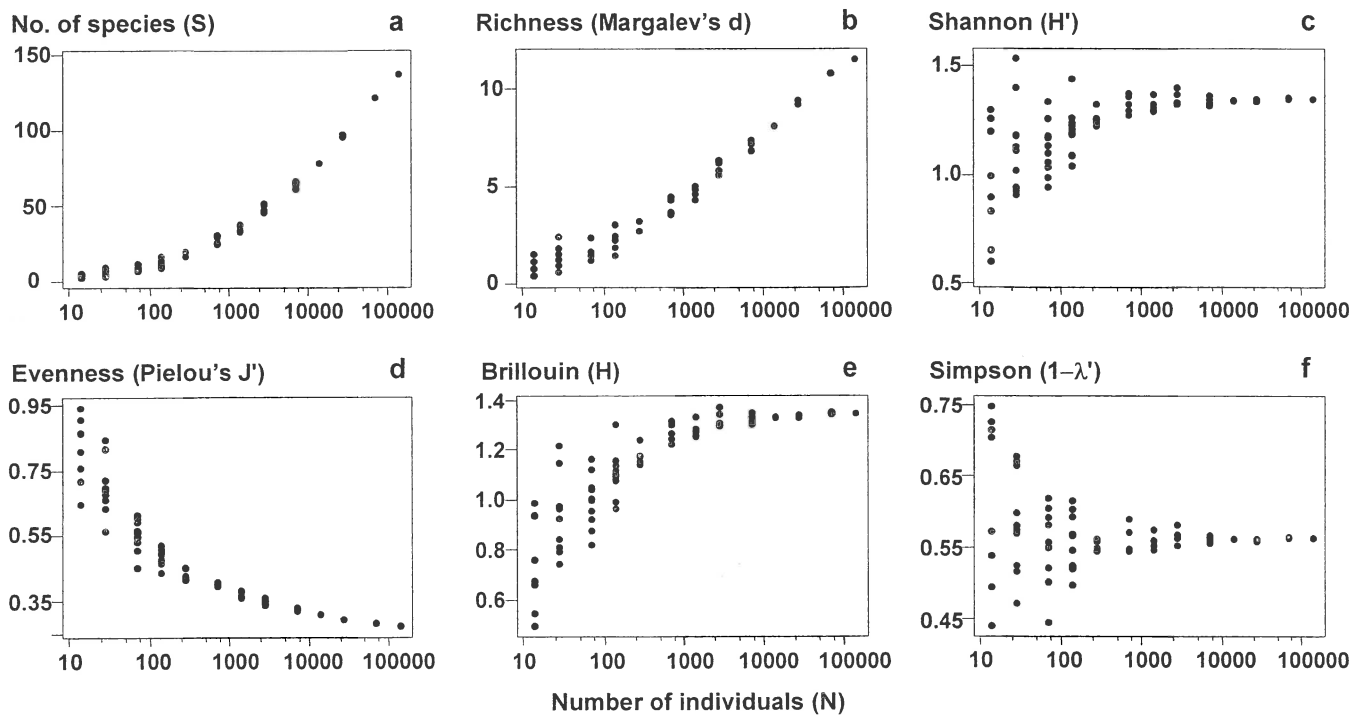 No. of species (S) a
150
100
50
0
10 100 1000 10000 100000
Richness (Margalev's d) b
10
5
0
10 100 1000 10000 100000
Shannon (H') c
1.5
1.0
0.5
10 100 1000 10000 100000
Evenness (Pielou's J') d
0.95
0.75
0.55
0.35
10 100 1000 10000 100000
Brillouin (H) e
1.4
1.2
1.0
0.8
0.6
10 100 1000 10000 100000
Simpson (1–λ') f
0.75
0.65
0.55
0.45
10 100 1000 10000 100000
Number of individuals (N)